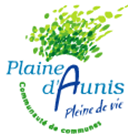 Plaine
d'Aunis
Pleine de vie
Communauté de communes